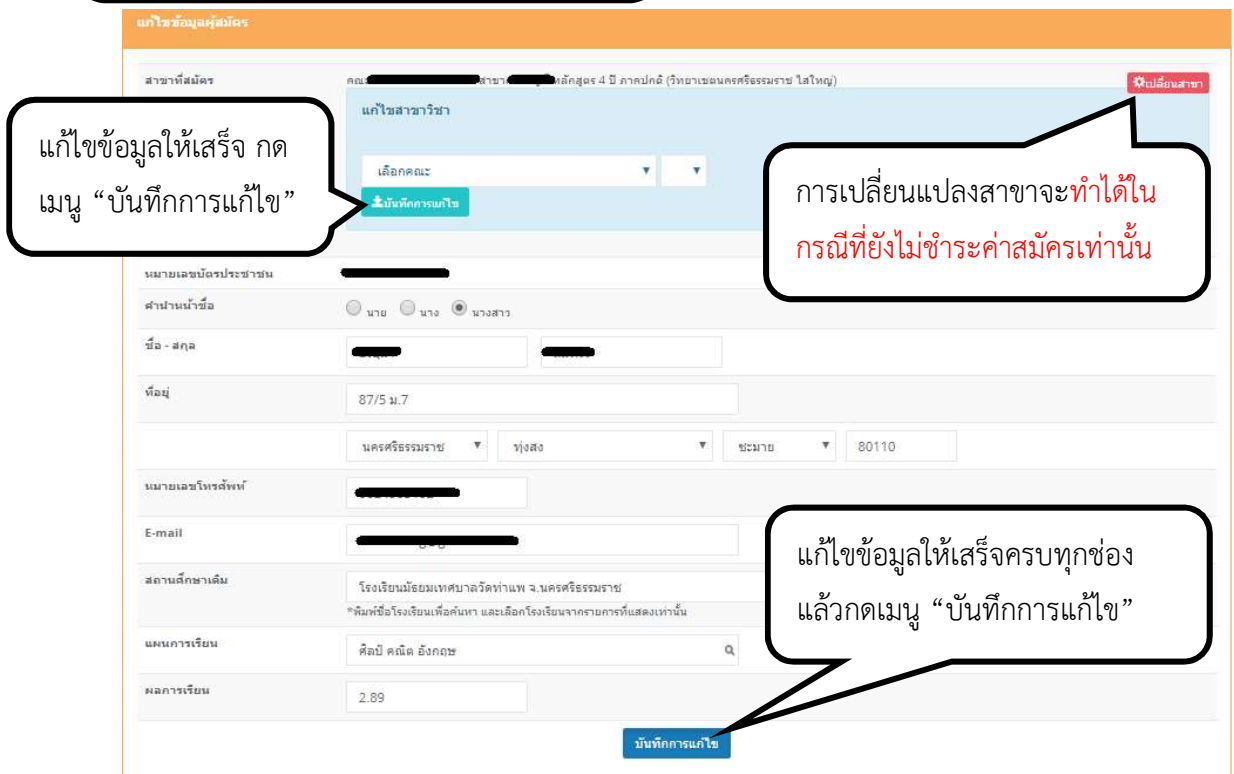 แก้ไขข้อมูลผู้สมัคร
สาขาที่สมัคร
หลักสูตร 4 ปี ภาคปกติ (วิทยาเขตนครศรีธรรมราช ไสใหญ่)
เปลี่ยนสาขา
แก้ไขสาขาวิชา
แก้ไขข้อมูลให้เสร็จ กด
เมนู “บันทึกการแก้ไข”
เลือกคณะ
บันทึกการแก้ไข
การเปลี่ยนแปลงสาขาจะทำได้ใน
กรณีที่ยังไม่ชำระค่าสมัครเท่านั้น
หมายเลขบัตรประชาชน
คำนำหน้าชื่อ
นาย นาง นางสาว
ชื่อ - สกุล
ที่อยู่
87/5 ม.7
นครศรีธรรมราช ทุ่งสง ชะมาย 80110
หมายเลขโทรศัพท์
E-mail
แก้ไขข้อมูลให้เสร็จครบทุกช่อง
แล้วกดเมนู “บันทึกการแก้ไข”
สถานศึกษาเดิม
โรงเรียนมัธยมเทศบาลวัดท่าแพ จ.นครศรีธรรมราช
*พิมพ์ชื่อโรงเรียนเพื่อค้นหา และเลือกโรงเรียนจากรายการที่แสดงเท่านั้น
แผนการเรียน
ศิลป์ คณิต อังกฤษ
ผลการเรียน
2.89
บันทึกการแก้ไข